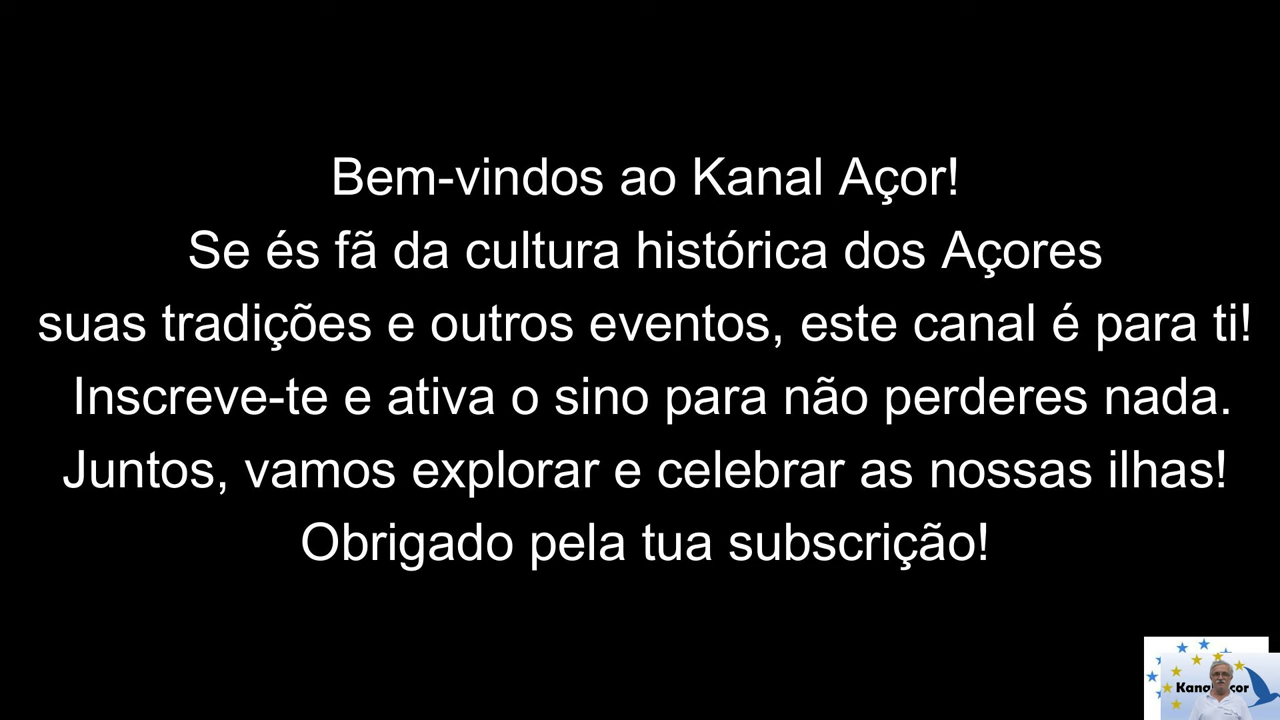 Bem-vindos ao Kanal Açor!
Se és fã da cultura histórica dos Açores
suas tradições e outros eventos, este canal é para ti!
Inscreve-te e ativa o sino para não perderes nada.
Juntos, vamos explorar e celebrar as nossas ilhas!
Obrigado pela tua subscrição!